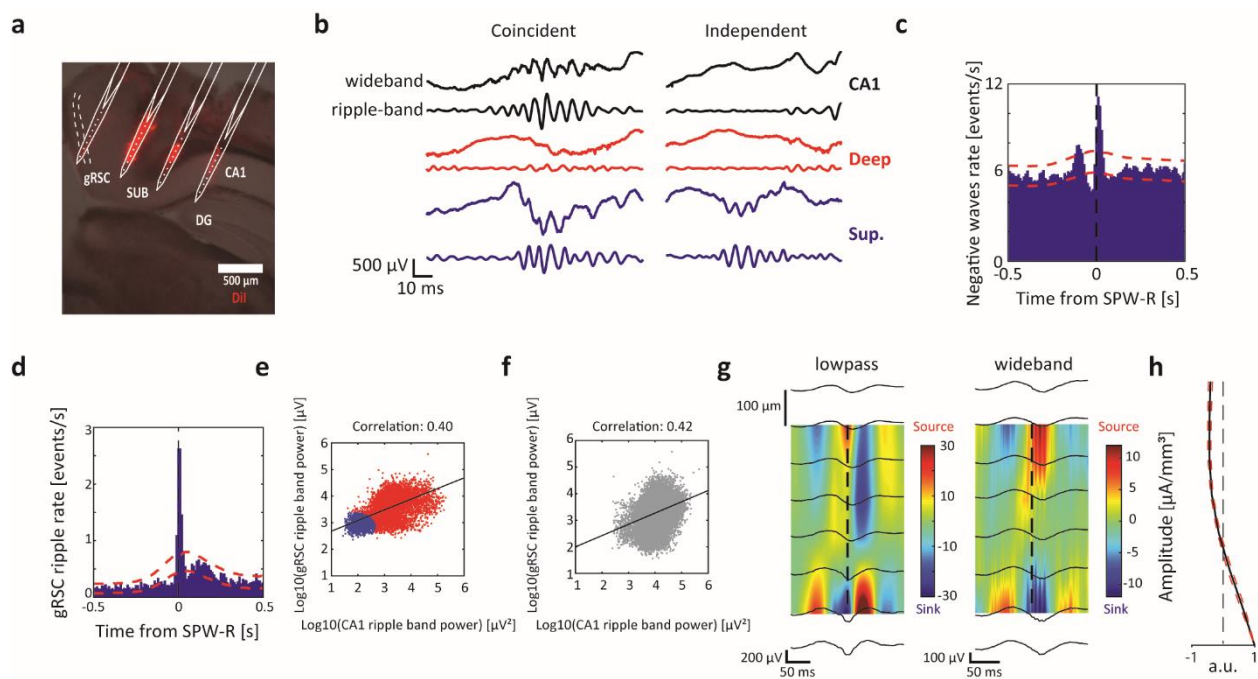 a
gRSC
SUB
DG
CA1
500 µm
DiI
b
Coincident
Independent
wideband
ripple-band
CA1
Deep
Sup.
500 µV
10 ms
c
Negative waves rate [events/s]
12
6
0
-0.5
0
0.5
Time from SPW-R [s]
d
gRSC ripple rate [events/s]
3
2
1
0
-0.5
0
0.5
Time from SPW-R [s]
e
Correlation: 0.40
Log10(gRSC ripple band power) [µV]
6
5
4
3
2
1
1 2 3 4 5 6
Log10(CA1 ripple band power) [µV²]
f
Correlation: 0.42
Log10(gRSC ripple band power) [µV]
6
5
4
3
2
1
1 2 3 4 5 6
Log10(CA1 ripple band power) [µV²]
g
lowpass
wideband
100 µm
Source
30
20
10
0
-10
-20
-30
Sink
200 µV
50 ms
Source
10
5
0
-5
-10
Sink
100 µV
50 ms
Amplitude [µA/mm³]
h
-1
1
a.u.